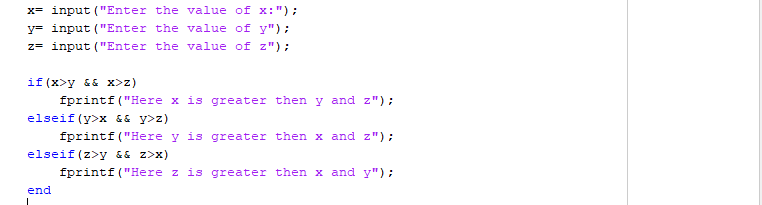 x= input("Enter the value of x:");
y= input("Enter the value of y");
z= input("Enter the value of z");
if(x>y && x>z)
fprintf("Here x is greater then y and z");
elseif(y>x && y>z)
fprintf("Here y is greater then x and z");
elseif(z>y && z>x)
fprintf("Here z is greater then x and y");
end